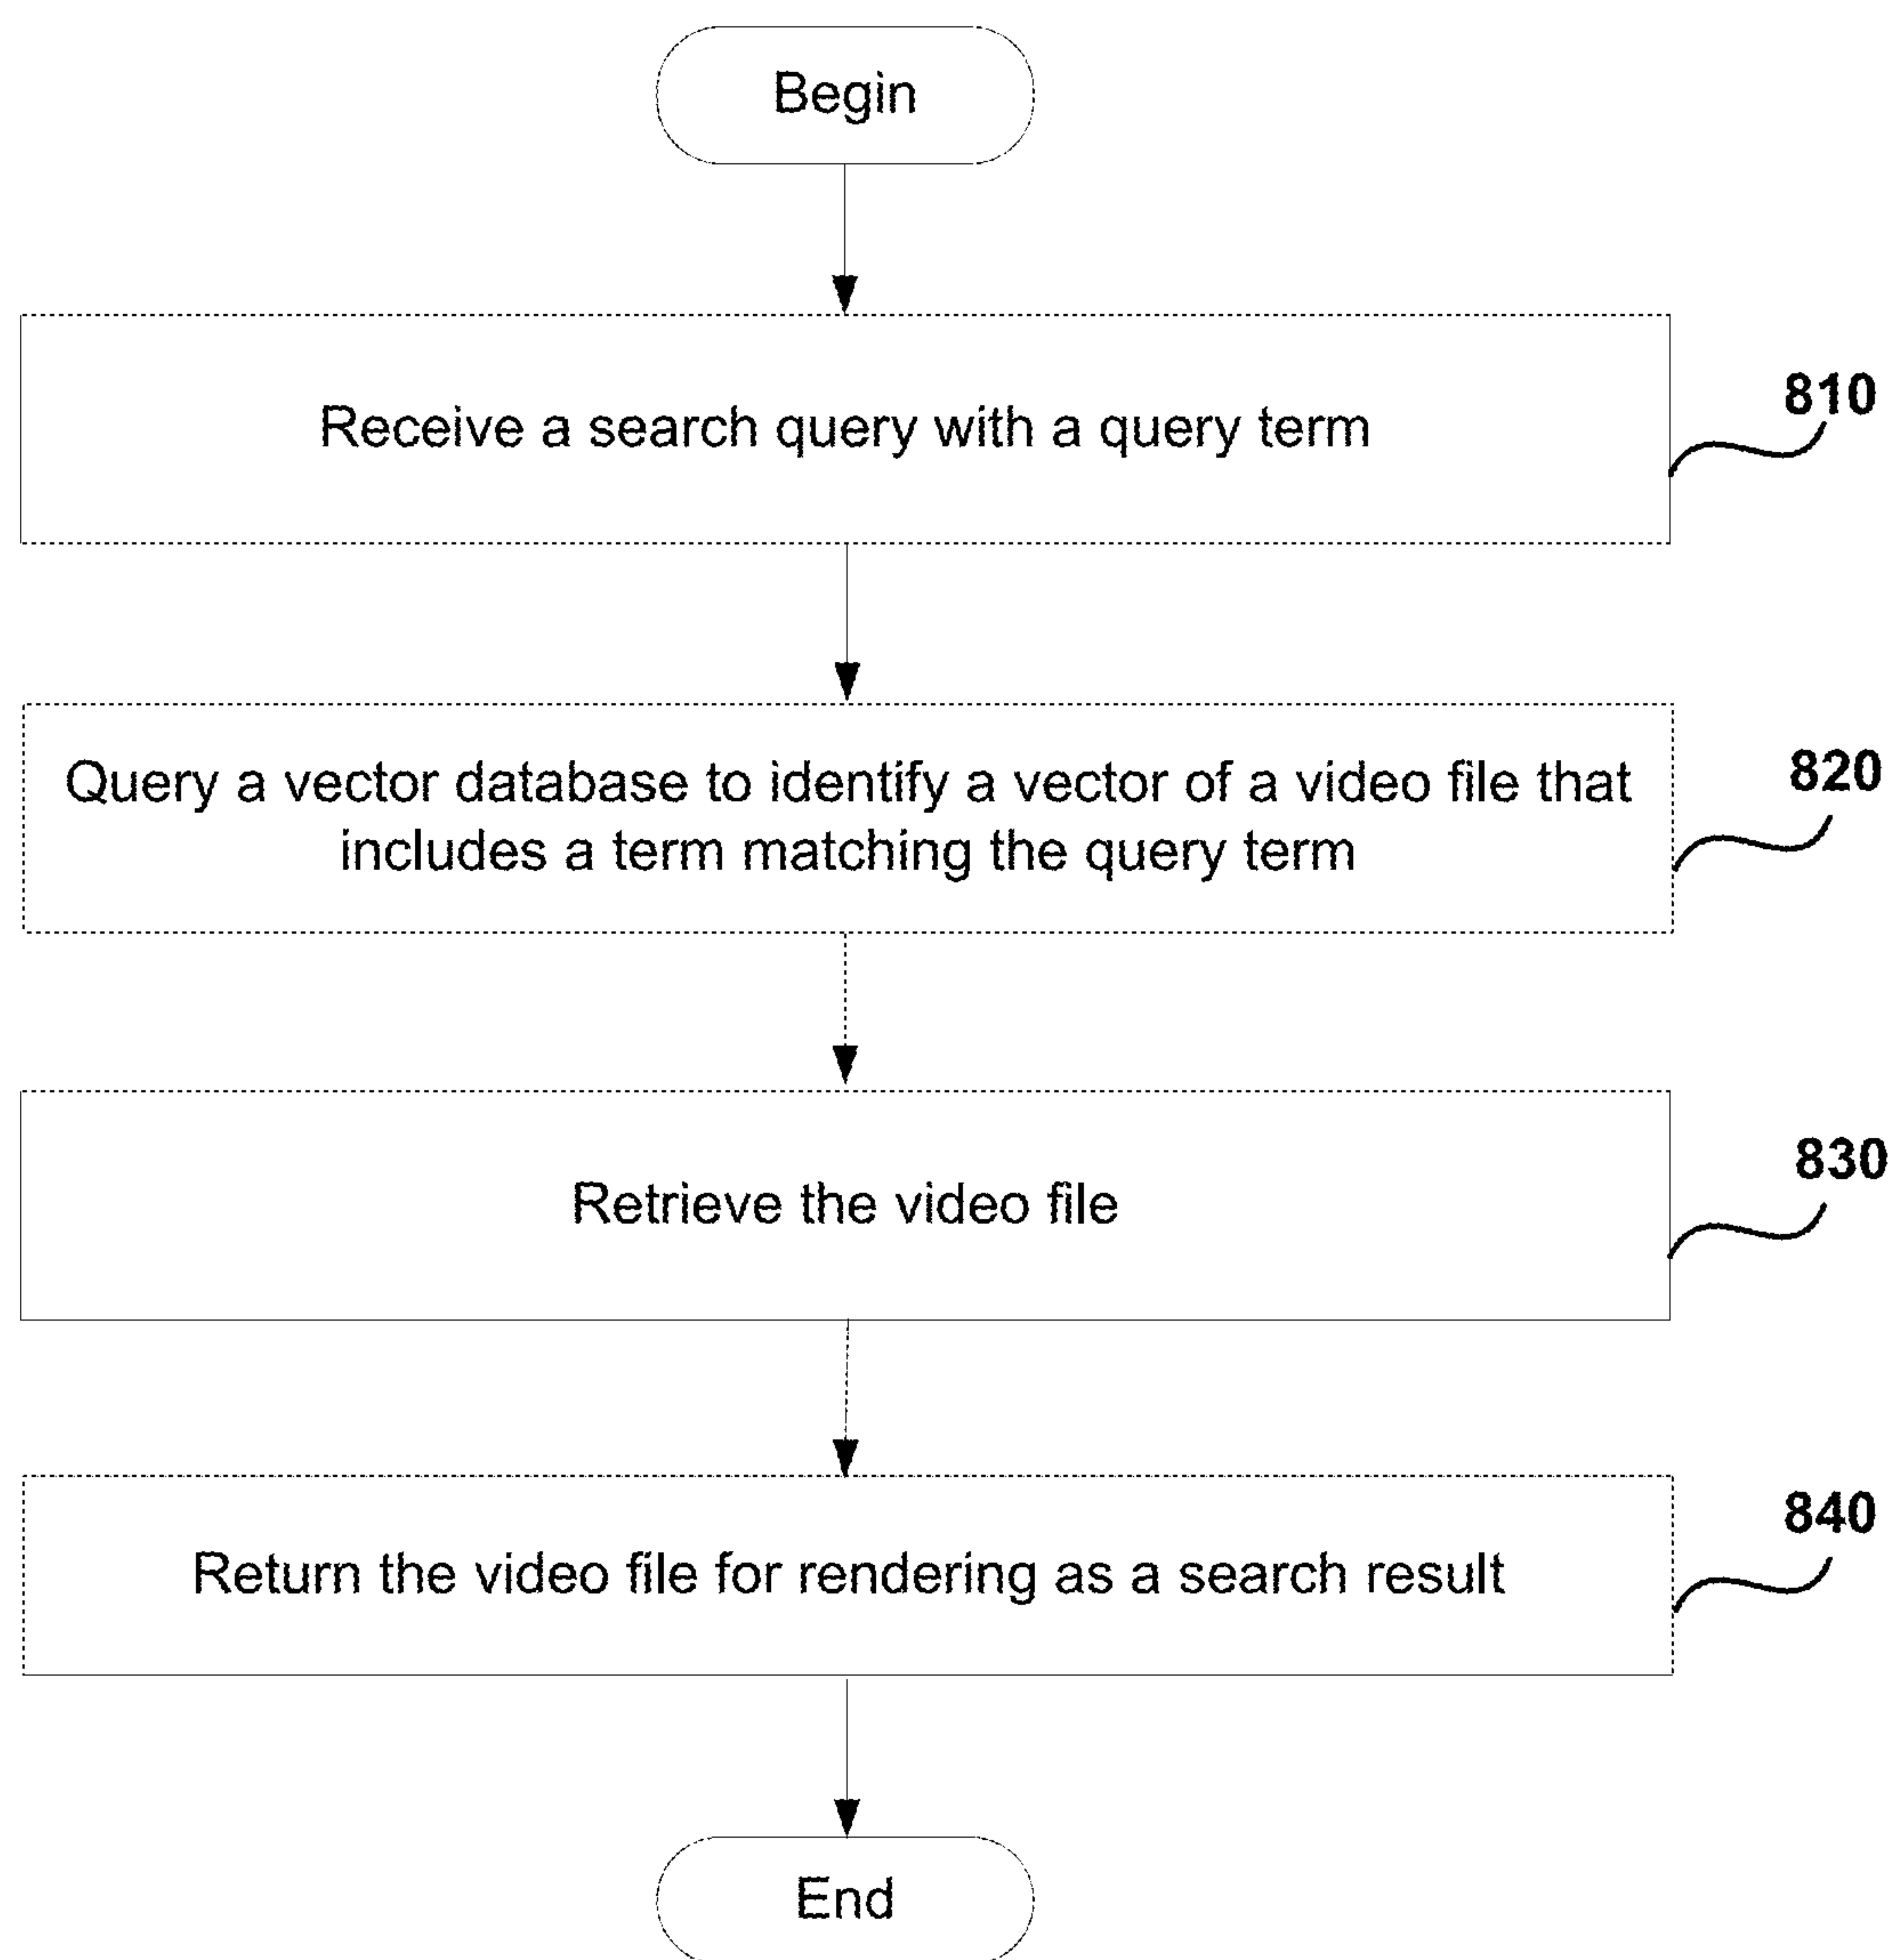 Begin
Receive a search query with a query term
810
Query a vector database to identify a vector of a video file that
includes a term matching the query term
820
Retrieve the video file
830
Return the video file for rendering as a search result
840
End